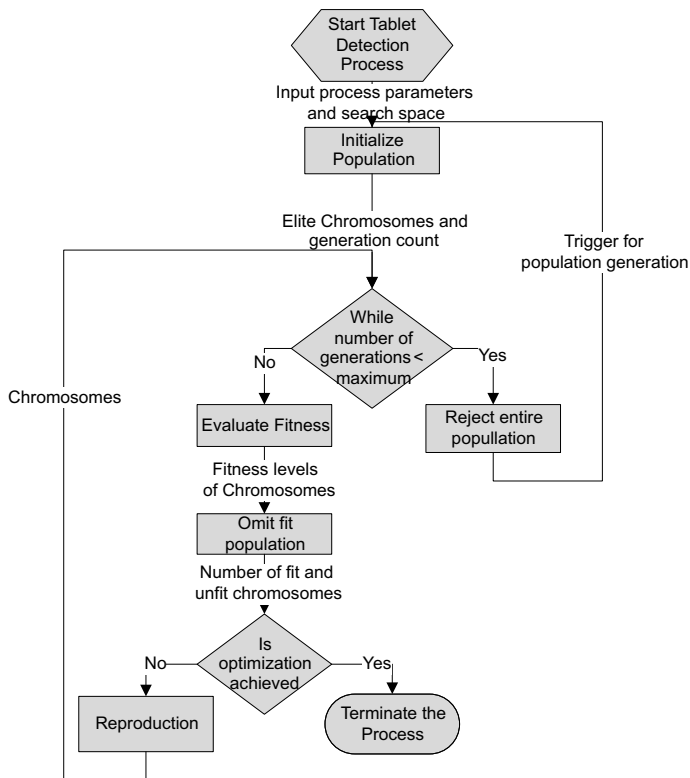 Start Tablet
Detection
Process
Input process parameters
and search space
Initialize
Population
Elite Chromosomes and
generation count
Trigger for
population generation
While
number of
generations <
maximum
No
Yes
Chromosomes
Evaluate Fitness
Reject entire
popullation
Fitness levels
of Chromosomes
Omit fit
population
Number of fit and
unfit chromosomes
Is
optimization
achieved
No
Yes
Reproduction
Terminate the
Process